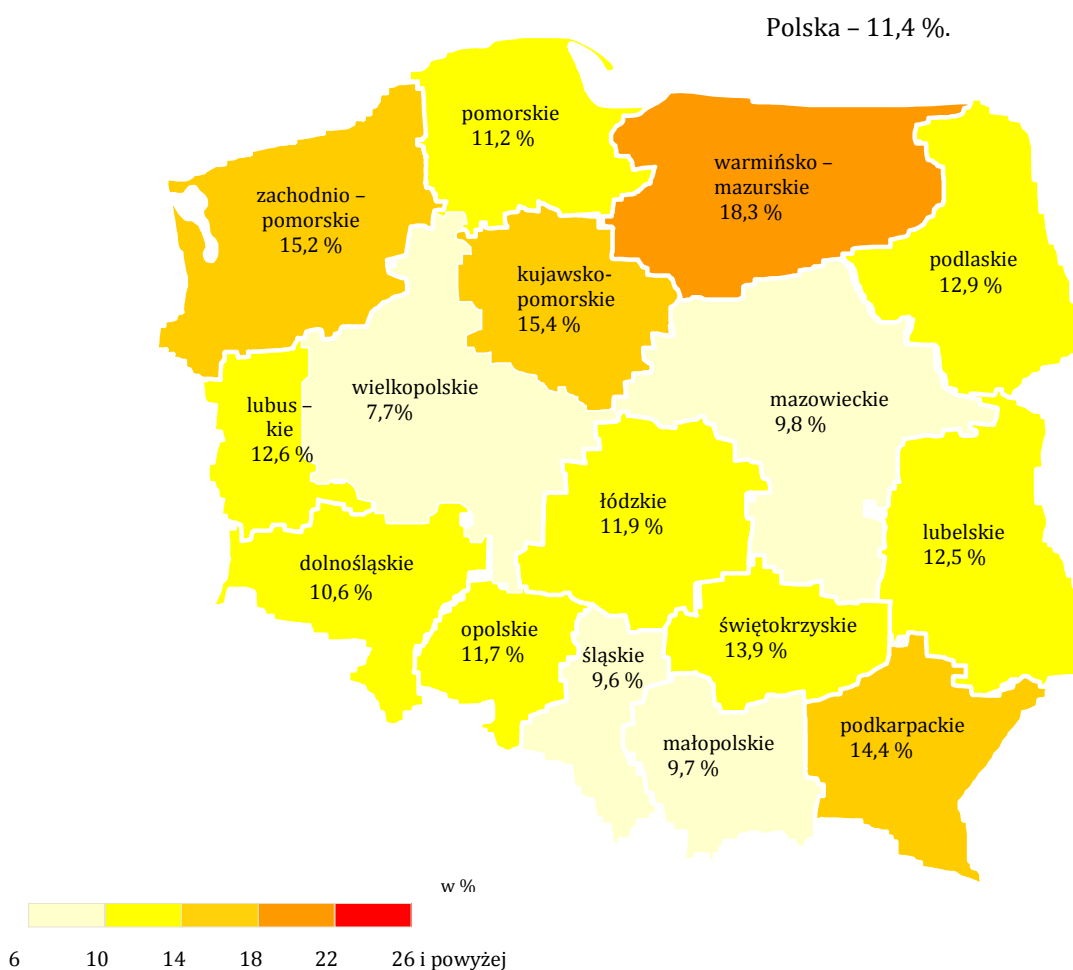 Polska – 11,4 %.
pomorskie
11,2 %
warmińsko –
mazurskie
18,3 %
zachodnio –
pomorskie
15,2 %
podlaskie
12,9 %
kujawsko-
pomorskie
15,4 %
wielkopolskie
7,7%
mazowieckie
9,8 %
lubus –
kie
12,6 %
łódzkie
11,9 %
lubelskie
12,5 %
dolnośląskie
10,6 %
opolskie
11,7 %
śląskie
9,6 %
świętokrzyskie
13,9 %
podkarpackie
14,4 %
małopolskie
9,7 %
w %
6 10 14 18 22 26 i powyżej